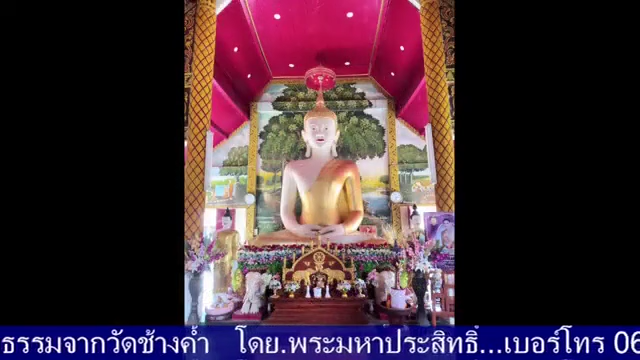 ธรรมจากวัดช้างค้ำ โดย.พระมหาประสิทธิ์...เบอร์โทร 08